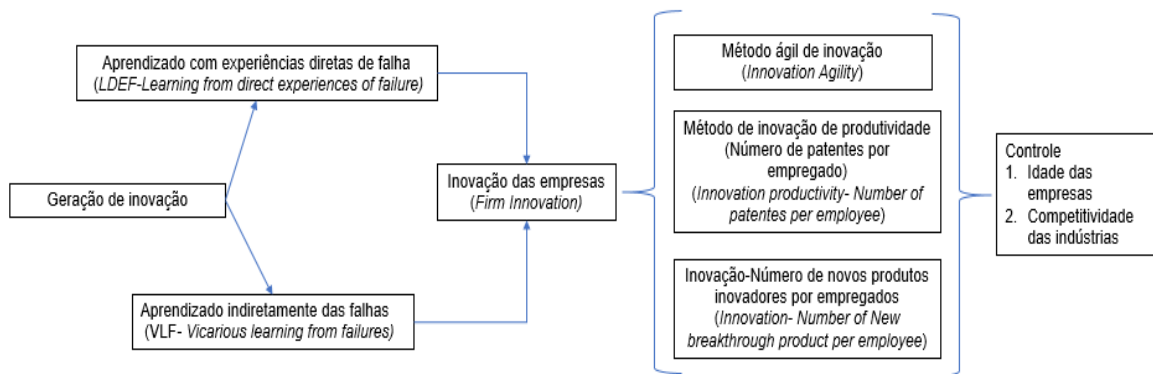 Aprendizado com experiências diretas de falha
(LDEF-Learning from direct experiences of failure)
Geração de inovação
Aprendizado indiretamente das falhas
(VLF- Vicarious learning from failures)
Inovação das empresas
(Firm Innovation)
Método ágil de inovação
(Innovation Agility)
Método de inovação de produtividade
(Número de patentes por
empregado)
(Innovation productivity- Number of
patentes per employee)
Inovação-Número de novos produtos
inovadores por empregados
(Innovation- Number of New
breakthrough product per employee)
Controle
1. Idade das
empresas
2. Competitividade
das indústrias